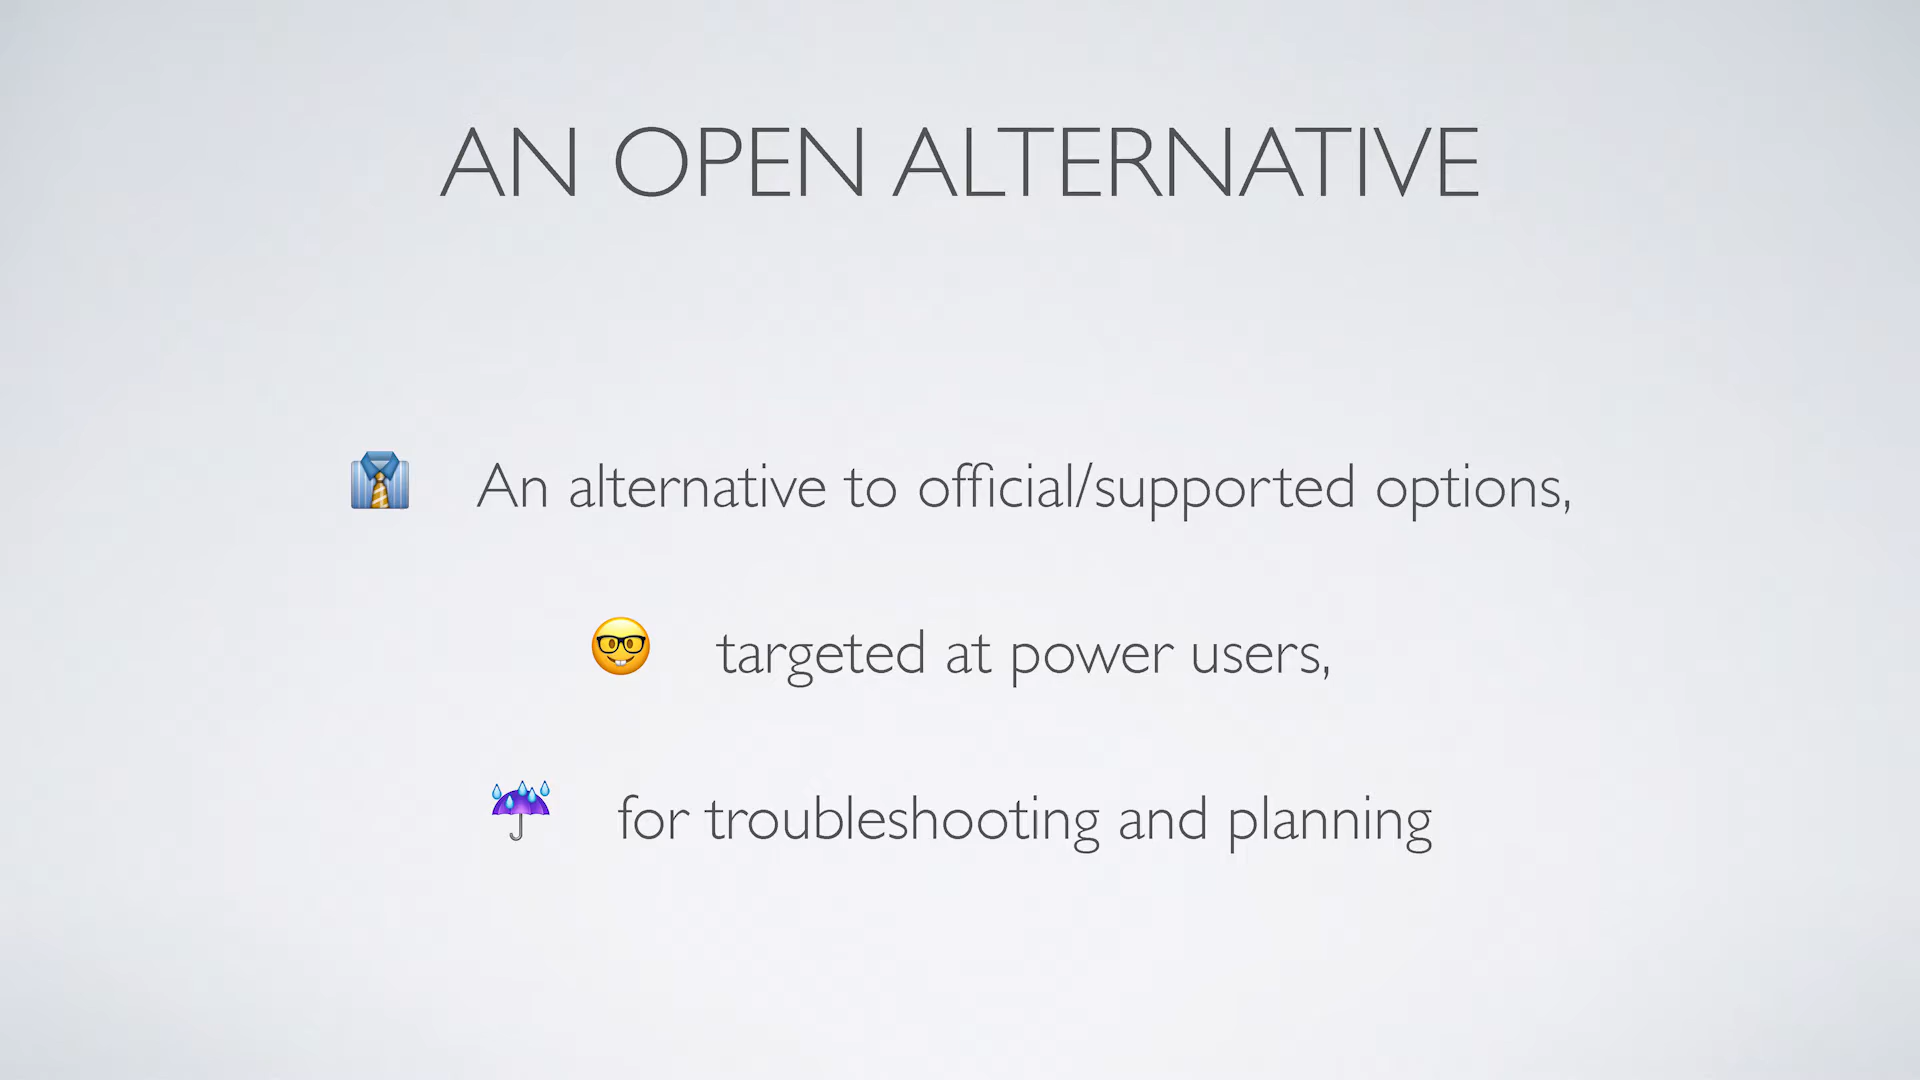 AN OPEN ALTERNATIVE
An alternative to official/supported options,
targeted at power users,
for troubleshooting and planning